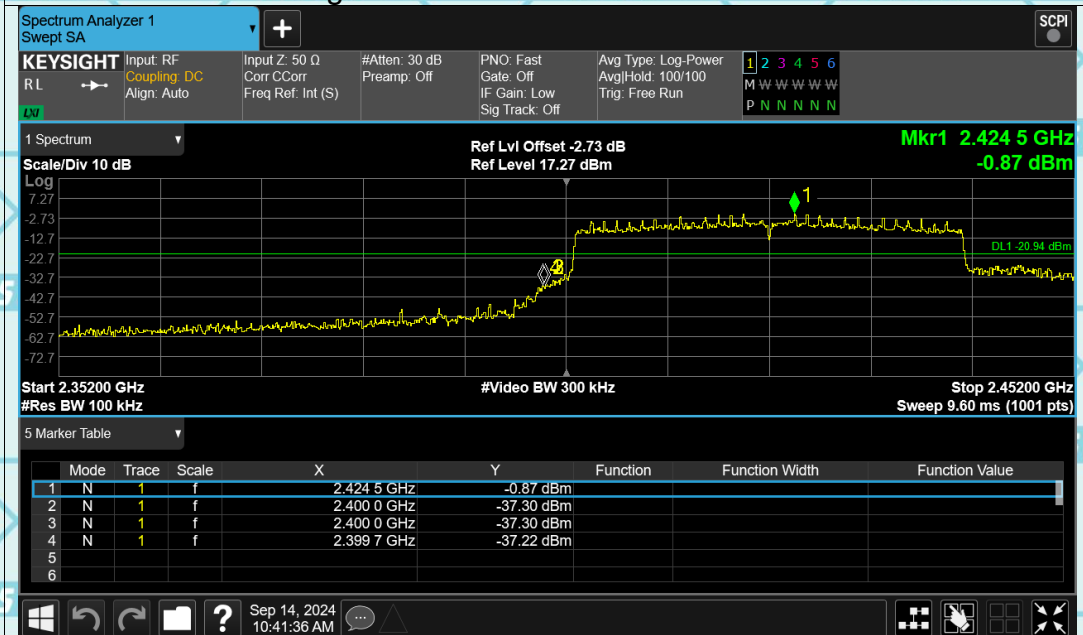 Spectrum Analyzer 1
Swept SA
+
SCPI
KEYSIGHT
R L
LXI
Input: RF
Coupling: DC
Align: Auto
Input Z: 50 Ω
Corr CCorr
Freq Ref: Int (S)
#Atten: 30 dB
Preamp: Off
PNO: Fast
Gate: Off
IF Gain: Low
Sig Track: Off
Avg Type: Log-Power
Avg|Hold: 100/100
Trig: Free Run
1 2 3 4 5 6
M W W W W W
P N N N N N
1 Spectrum
Scale/Div 10 dB
Ref Lvl Offset -2.73 dB
Ref Level 17.27 dBm
Mkr1 2.424 5 GHz
-0.87 dBm
Log
7.27
-2.73
-12.7
-22.7
-32.7
-42.7
-52.7
-62.7
-72.7
1
DL1 -20.94 dBm
Start 2.35200 GHz
#Res BW 100 kHz
#Video BW 300 kHz
Stop 2.45200 GHz
Sweep 9.60 ms (1001 pts)
5 Marker Table
Mode Trace Scale X Y Function Function Width Function Value
1 N 1 f 2.424 5 GHz -0.87 dBm
2 N 1 f 2.400 0 GHz -37.30 dBm
3 N 1 f 2.400 0 GHz -37.30 dBm
4 N 1 f 2.399 7 GHz -37.22 dBm
5
6
?
Sep 14, 2024
10:41:36 AM